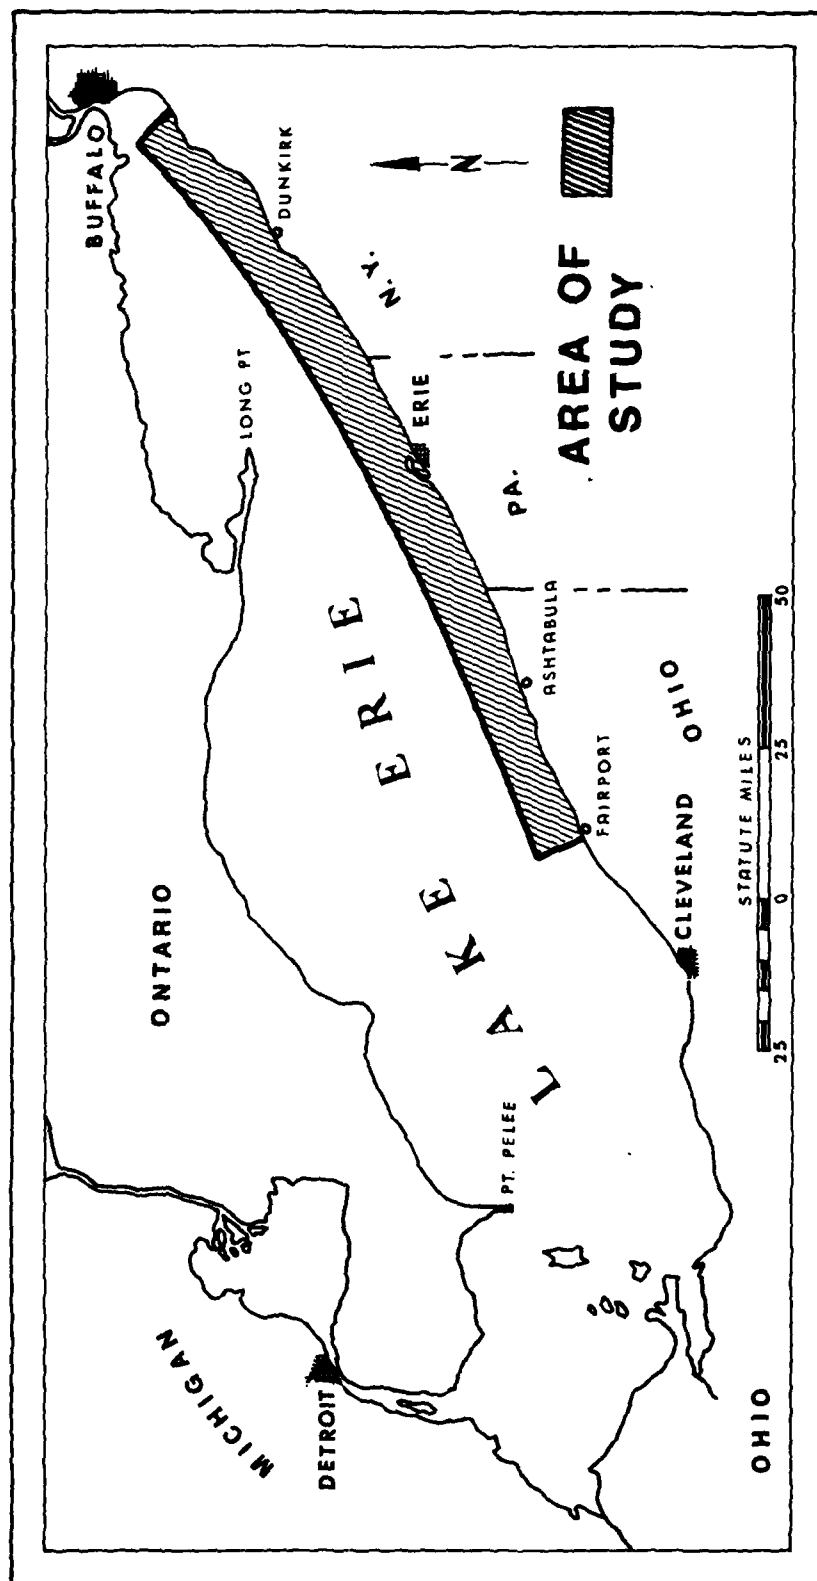 MICHIGAN
DETROIT
OHIO
ONTARIO
PT. PELEE
LAKE ERIE
LONG PT
BUFFALO
DUNKIRK
N.Y.
ERIE
PA.
ASHTABULA
FAIRPORT
OHIO
CLEVELAND
N
AREA OF
STUDY
STATUTE MILES
25 0 25 50